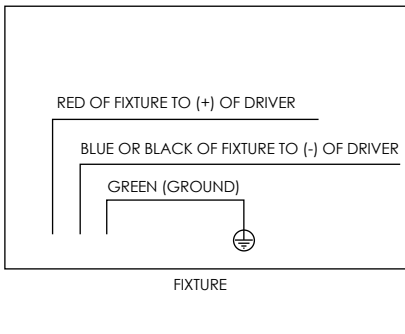 RED OF FIXTURE TO (+) OF DRIVER
BLUE OR BLACK OF FIXTURE TO (-) OF DRIVER
GREEN (GROUND)
FIXTURE